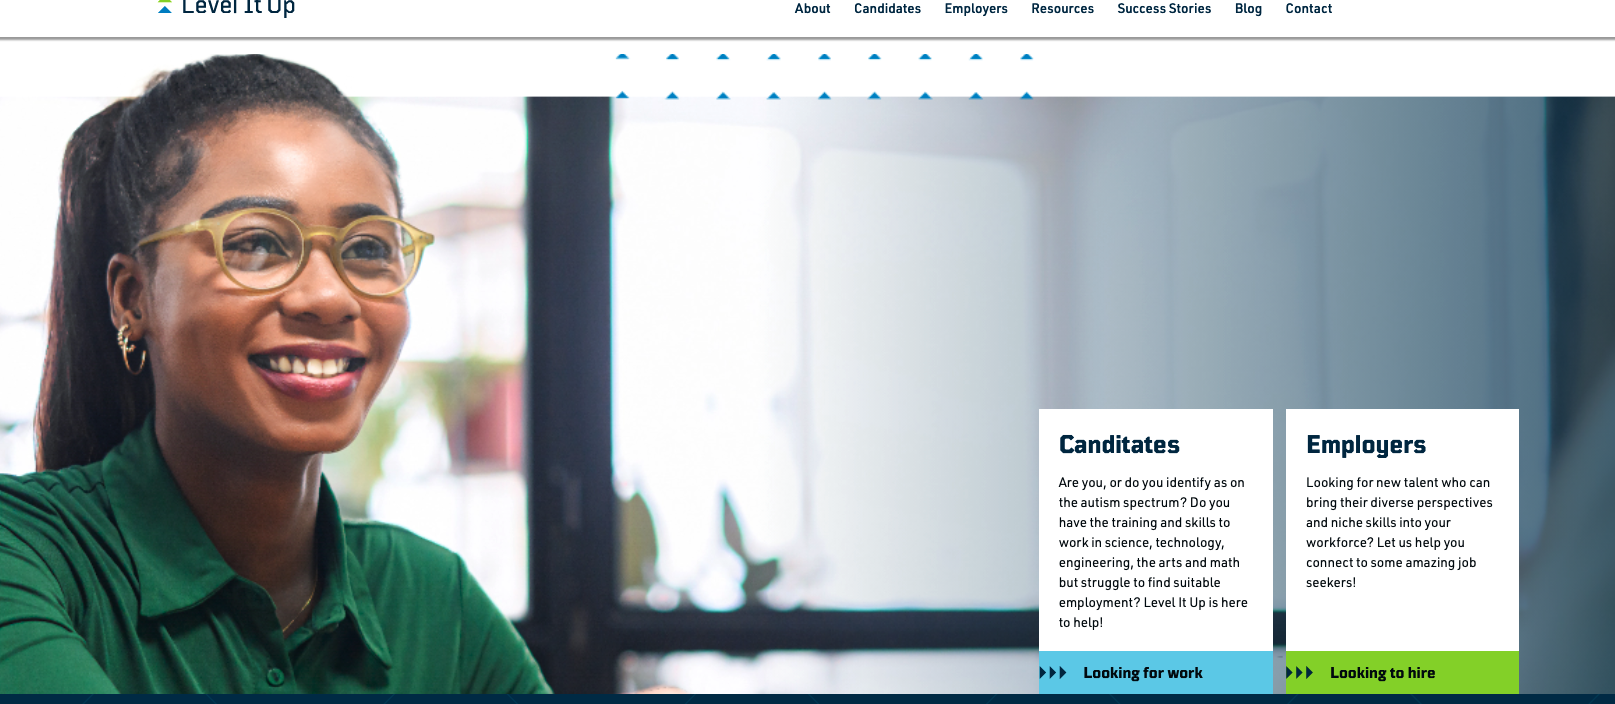 Level It Up
About Candidates Employers Resources Success Stories Blog Contact
Canditates
Are you, or do you identify as on
the autism spectrum? Do you
have the training and skills to
work in science, technology,
engineering, the arts and math
but struggle to find suitable
employment? Level It Up is here
to help!
Looking for work
Employers
Looking for new talent who can
bring their diverse perspectives
and niche skills into your
workforce? Let us help you
connect to some amazing job
seekers!
Looking to hire